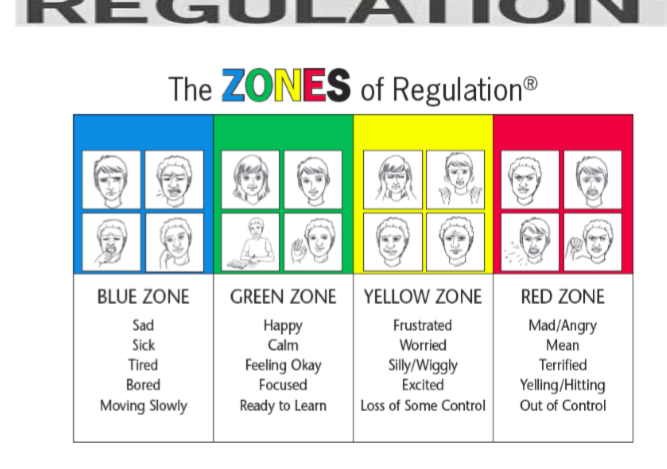 REGULATION
The ZONES of Regulation®
BLUE ZONE
Sad
Sick
Tired
Bored
Moving Slowly
GREEN ZONE
Happy
Calm
Feeling Okay
Focused
Ready to Learn
YELLOW ZONE
Frustrated
Worried
Silly/Wiggly
Excited
Loss of Some Control
RED ZONE
Mad/Angry
Mean
Terrified
Yelling/Hitting
Out of Control